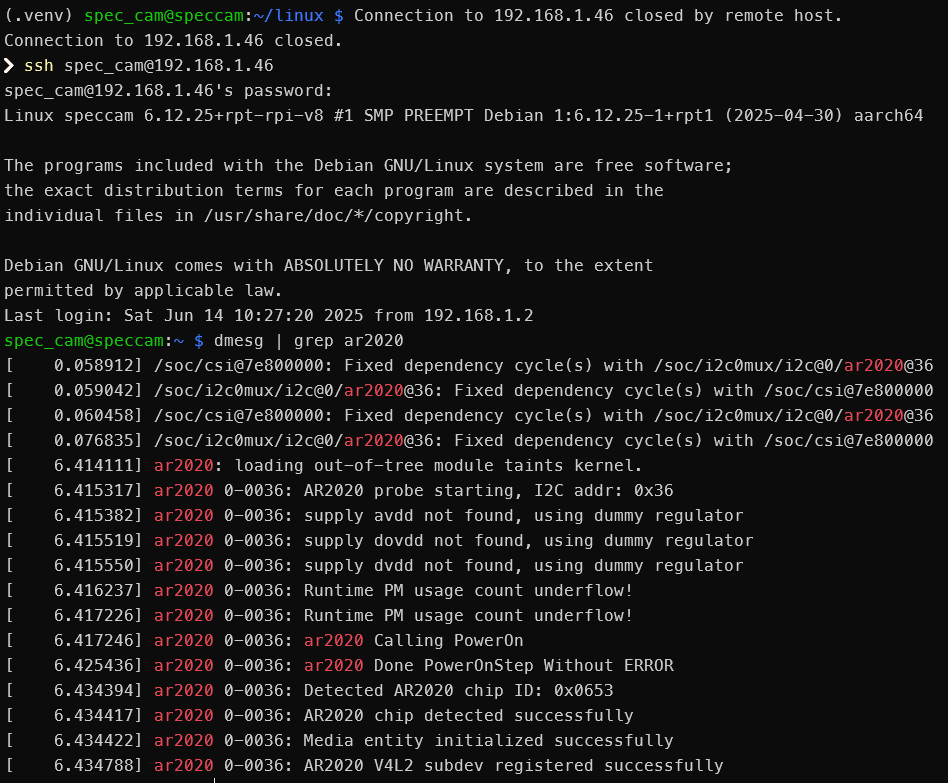 (.venv) spec_cam@speccam:~/linux $ Connection to 192.168.1.46 closed by remote host.
Connection to 192.168.1.46 closed.
❯ ssh spec_cam@192.168.1.46
spec_cam@192.168.1.46's password:
Linux speccam 6.12.25+rpt-rpi-v8 #1 SMP PREEMPT Debian 1:6.12.25-1+rpt1 (2025-04-30) aarch64
The programs included with the Debian GNU/Linux system are free software;
the exact distribution terms for each program are described in the
individual files in /usr/share/doc/*/copyright.
Debian GNU/Linux comes with ABSOLUTELY NO WARRANTY, to the extent
permitted by applicable law.
Last login: Sat Jun 14 10:27:20 2025 from 192.168.1.2
spec_cam@speccam:~ $ dmesg | grep ar2020
[    0.058912] /soc/csi@7e800000: Fixed dependency cycle(s) with /soc/i2c0mux/i2c@0/ar2020@36
[    0.059042] /soc/i2c0mux/i2c@0/ar2020@36: Fixed dependency cycle(s) with /soc/csi@7e800000
[    0.060458] /soc/csi@7e800000: Fixed dependency cycle(s) with /soc/i2c0mux/i2c@0/ar2020@36
[    0.076835] /soc/i2c0mux/i2c@0/ar2020@36: Fixed dependency cycle(s) with /soc/csi@7e800000
[    6.414111] ar2020: loading out-of-tree module taints kernel.
[    6.415317] ar2020 0-0036: AR2020 probe starting, I2C addr: 0x36
[    6.415382] ar2020 0-0036: supply avdd not found, using dummy regulator
[    6.415519] ar2020 0-0036: supply dovdd not found, using dummy regulator
[    6.415550] ar2020 0-0036: supply dvdd not found, using dummy regulator
[    6.416237] ar2020 0-0036: Runtime PM usage count underflow!
[    6.417226] ar2020 0-0036: Runtime PM usage count underflow!
[    6.417246] ar2020 0-0036: ar2020 Calling PowerOn
[    6.425436] ar2020 0-0036: ar2020 Done PowerOnStep Without ERROR
[    6.434394] ar2020 0-0036: Detected AR2020 chip ID: 0x0653
[    6.434417] ar2020 0-0036: AR2020 chip detected successfully
[    6.434422] ar2020 0-0036: Media entity initialized successfully
[    6.434788] ar2020 0-0036: AR2020 V4L2 subdev registered successfully